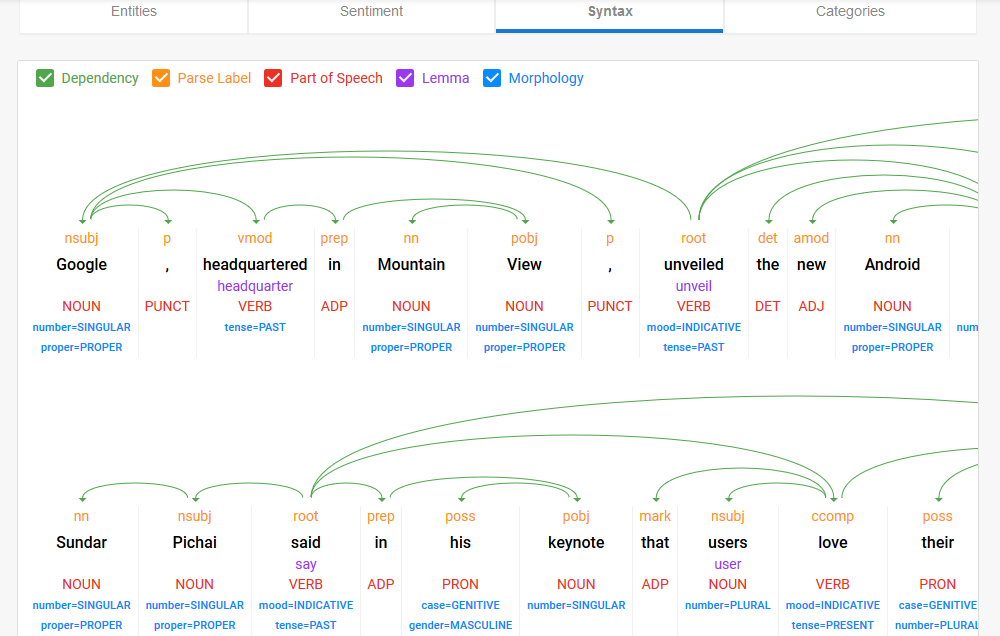 Entities Sentiment Syntax Categories
Dependency Parse Label Part of Speech Lemma Morphology
nsubj p vmod prep nn pobj p root det amod nn
Google , headquartered in Mountain View , unveiled the new Android
headquarter unveil
NOUN PUNCT VERB ADP NOUN NOUN PUNCT VERB DET ADJ NOUN
number=SINGULAR tense=PAST number=SINGULAR number=SINGULAR mood=INDICATIVE number=SINGULAR num
proper=PROPER proper=PROPER proper=PROPER tense=PAST proper=PROPER
nn nsubj root prep poss pobj mark nsubj ccomp poss
Sundar Pichai said in his keynote that users love their
say user
NOUN NOUN VERB ADP PRON NOUN ADP NOUN VERB PRON
number=SINGULAR number=SINGULAR mood=INDICATIVE case=GENITIVE number=SINGULAR number=PLURAL mood=INDICATIVE case=GENITIVE
proper=PROPER proper=PROPER tense=PAST gender=MASCULINE tense=PRESENT number=PLURAL